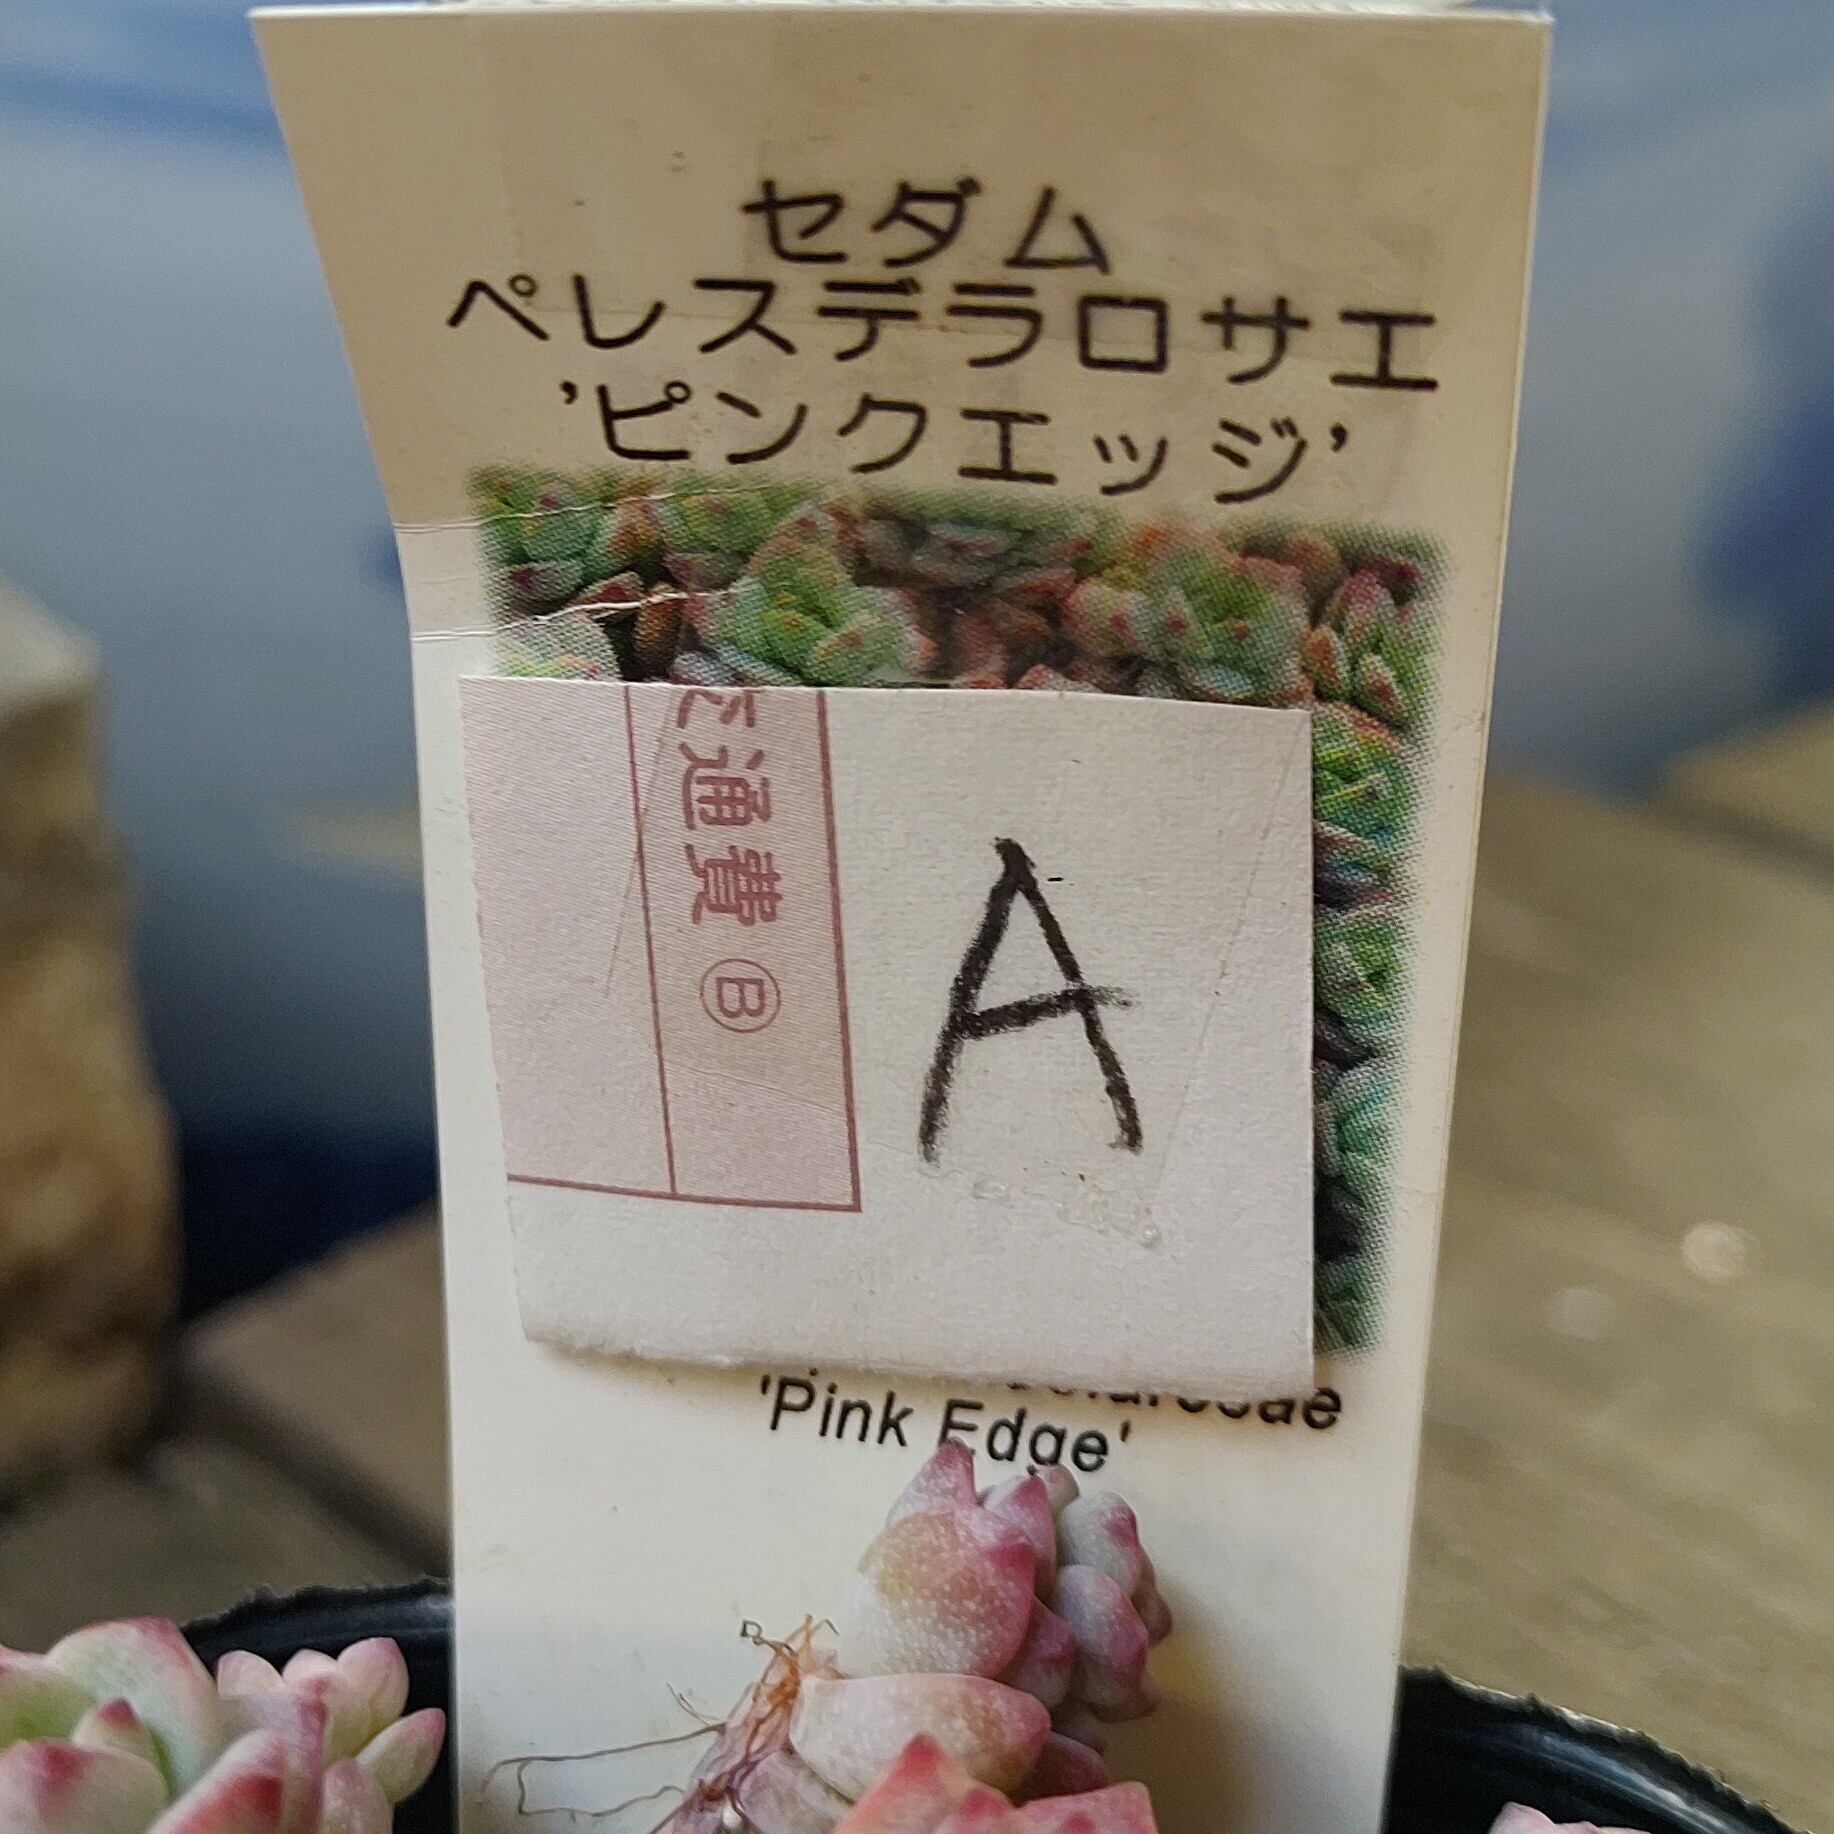 セダム
ペレスデラロサエ
'ピンクエッジ'
通費 Ⓑ
A
'Pink Edge'